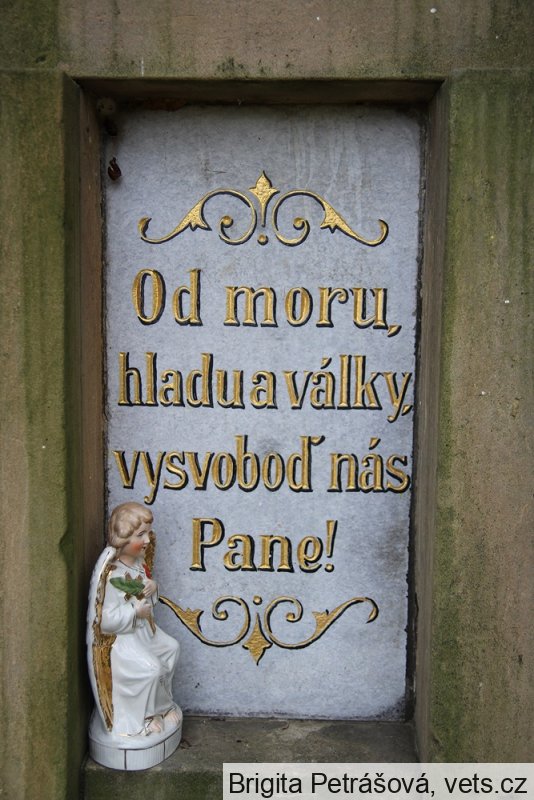 Od moru,
hladu a války,
vysvoboď nás
Pane!
Brigita Petrášová, vets.cz